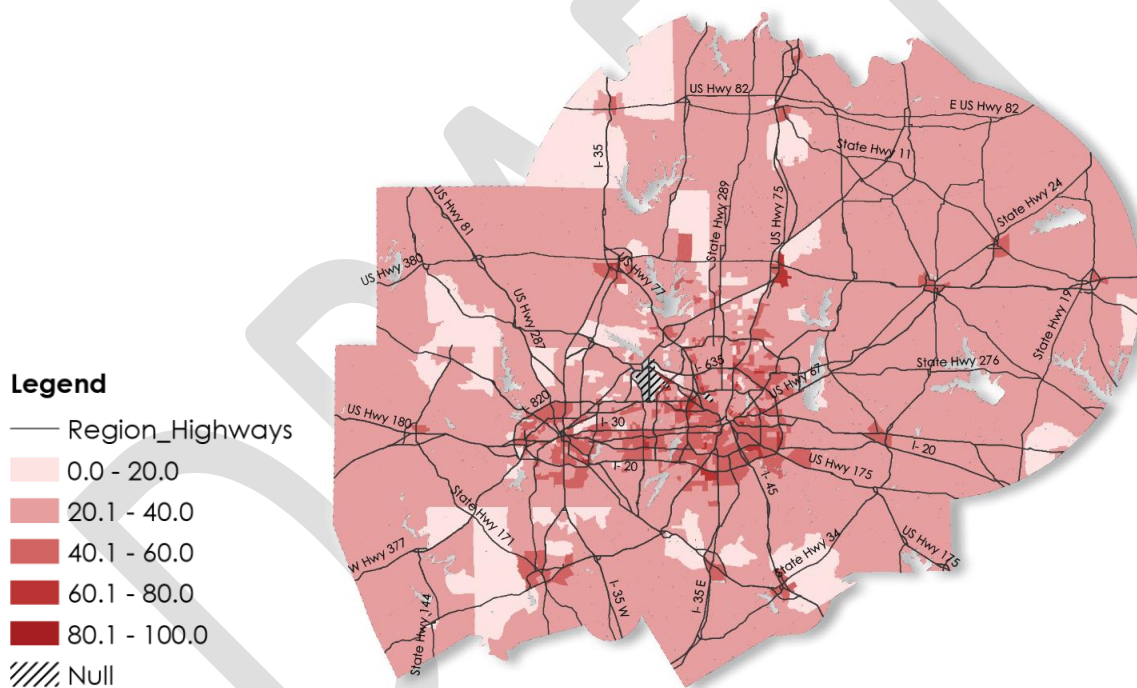 US Hwy 82
E US Hwy 82
State Hwy 11
I- 35
State Hwy 289
US Hwy 75
State Hwy 24
US Hwy 81
US Hwy 380
US Hwy 77
State Hwy 19
US Hwy 287
I- 635
State Hwy 276
US Hwy 67
I- 820
US Hwy 180
I- 30
I- 20
I- 20
US Hwy 175
I- 45
State Hwy 171
W Hwy 377
State Hwy 34
US Hwy 175
State Hwy 144
I- 35 W
I- 35 E
Legend
Region_Highways
0.0 - 20.0
20.1 - 40.0
40.1 - 60.0
60.1 - 80.0
80.1 - 100.0
Null